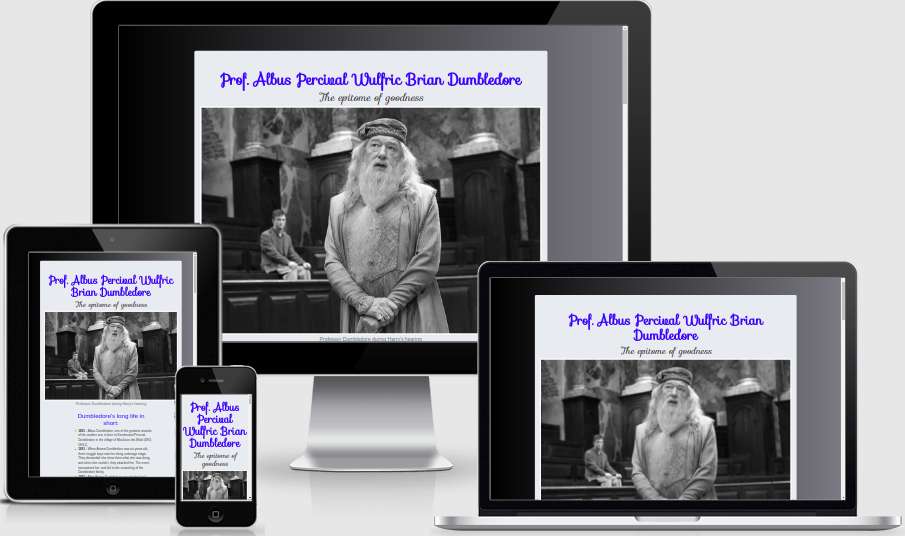 Prof. Albus Percival Wulfric Brian Dumbledore
The epitome of goodness
Professor Dumbledore during Harry's hearing
Prof. Albus Percival Wulfric
Brian Dumbledore
The epitome of goodness
Professor Dumbledore during Harry's hearing
Dumbledore's long life in
short:
Prof. Albus
Percival
Wulfric Brian
Dumbledore
The epitome of
goodness
Prof. Albus Percival Wulfric Brian
Dumbledore
The epitome of goodness